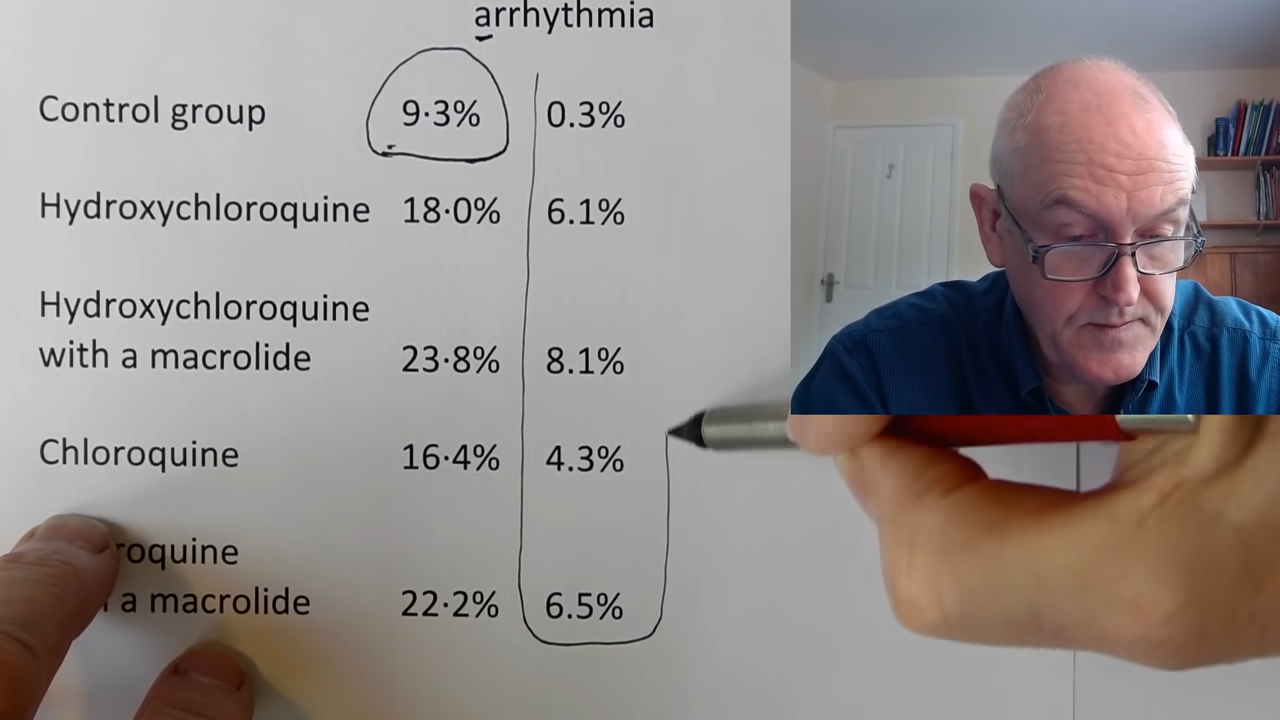 arrhythmia
Control group 9·3% 0.3%
Hydroxychloroquine 18·0% 6.1%
Hydroxychloroquine
with a macrolide 23·8% 8.1%
Chloroquine 16·4% 4.3%
roquine
a macrolide 22·2% 6.5%